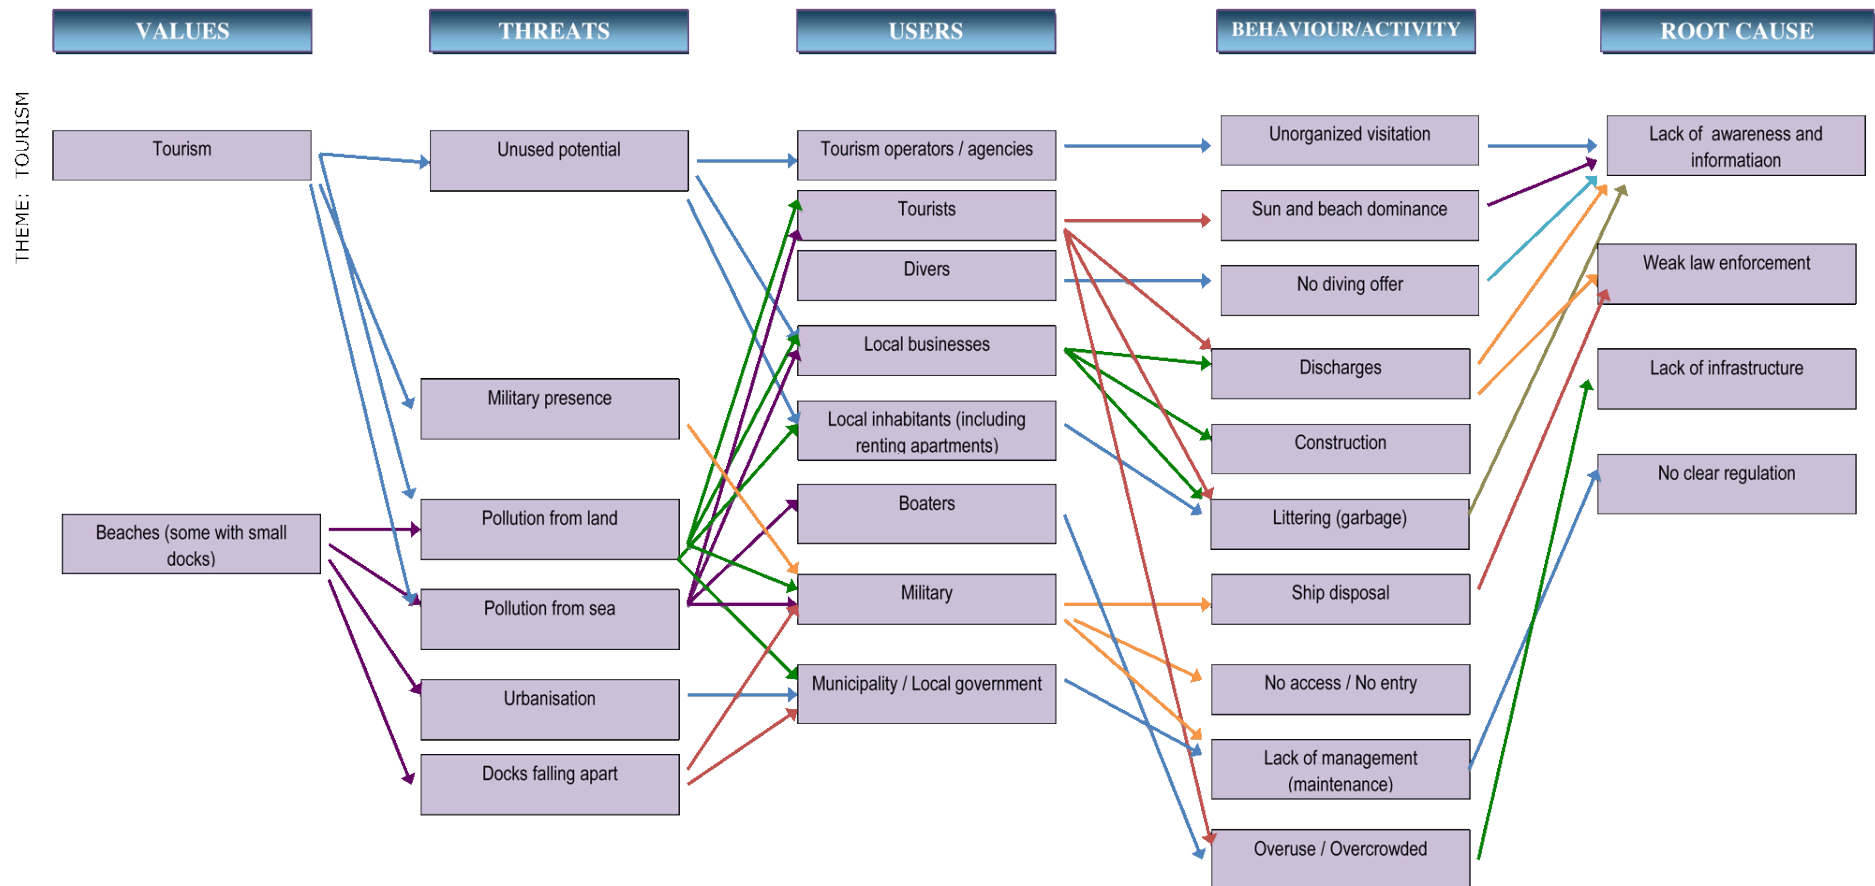 VALUES
THREATS
USERS
BEHAVIOUR/ACTIVITY
ROOT CAUSE
THEME: TOURISM
Tourism
Beaches (some with small
docks)
Unused potential
Military presence
Pollution from land
Pollution from sea
Urbanisation
Docks falling apart
Tourism operators / agencies
Tourists
Divers
Local businesses
Local inhabitants (including
renting apartments)
Boaters
Military
Municipality / Local government
Unorganized visitation
Sun and beach dominance
No diving offer
Discharges
Construction
Littering (garbage)
Ship disposal
No access / No entry
Lack of management
(maintenance)
Overuse / Overcrowded
Lack of awareness and
informatiaon
Weak law enforcement
Lack of infrastructure
No clear regulation